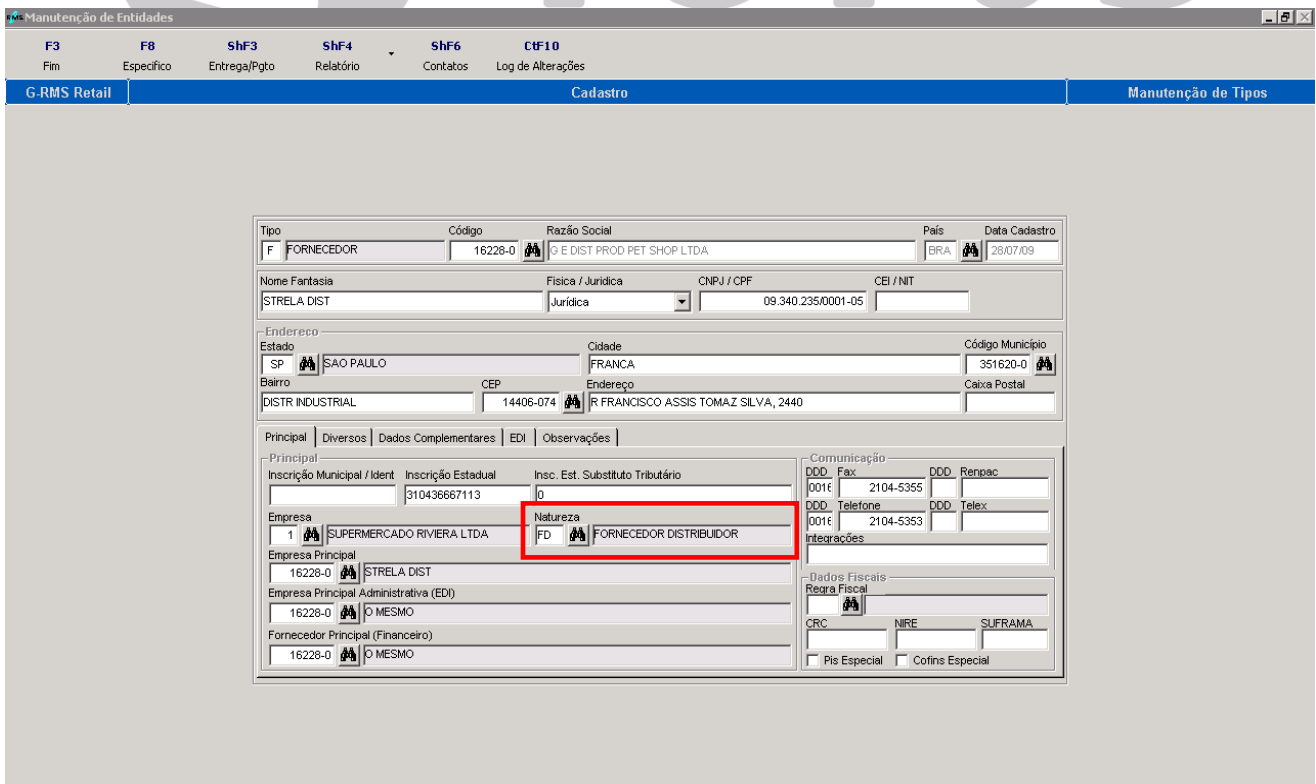 RMS Manutenção de Entidades
F3 F8 ShF3 ShF4 ShF6 CtF10
Fim Especifico Entrega/Pgto Relatório Contatos Log de Alterações
G-RMS Retail Cadastro Manutenção de Tipos
Tipo Código Razão Social País Data Cadastro
F FORNECEDOR 16228-0 G E DIST PROD PET SHOP LTDA BRA 28/07/09
Nome Fantasia Fisica / Juridica CNPJ / CPF CEI / NIT
STRELA DIST Jurídica 09.340.235/0001-05
Endereco
Estado Cidade Código Município
SP SAO PAULO FRANCA 351620-0
Bairro CEP Endereço Caixa Postal
DISTR INDUSTRIAL 14406-074 R FRANCISCO ASSIS TOMAZ SILVA, 2440
Principal Diversos Dados Complementares EDI Observações
Principal
Inscrição Municipal / Ident Inscrição Estadual Insc. Est. Substituto Tributário
310436667113 0
Empresa Natureza
1 SUPERMERCADO RIVIERA LTDA FD FORNECEDOR DISTRIBUIDOR
Empresa Principal
16228-0 STRELA DIST
Empresa Principal Administrativa (EDI)
16228-0 O MESMO
Fornecedor Principal (Financeiro)
16228-0 O MESMO
Comunicação
DDD Fax DDD Renpac
0016 2104-5355
DDD Telefone DDD Telex
0016 2104-5353
Integrações
Dados Fiscais
Regra Fiscal
CRC NIRE SUFRAMA
Pis Especial Cofins Especial